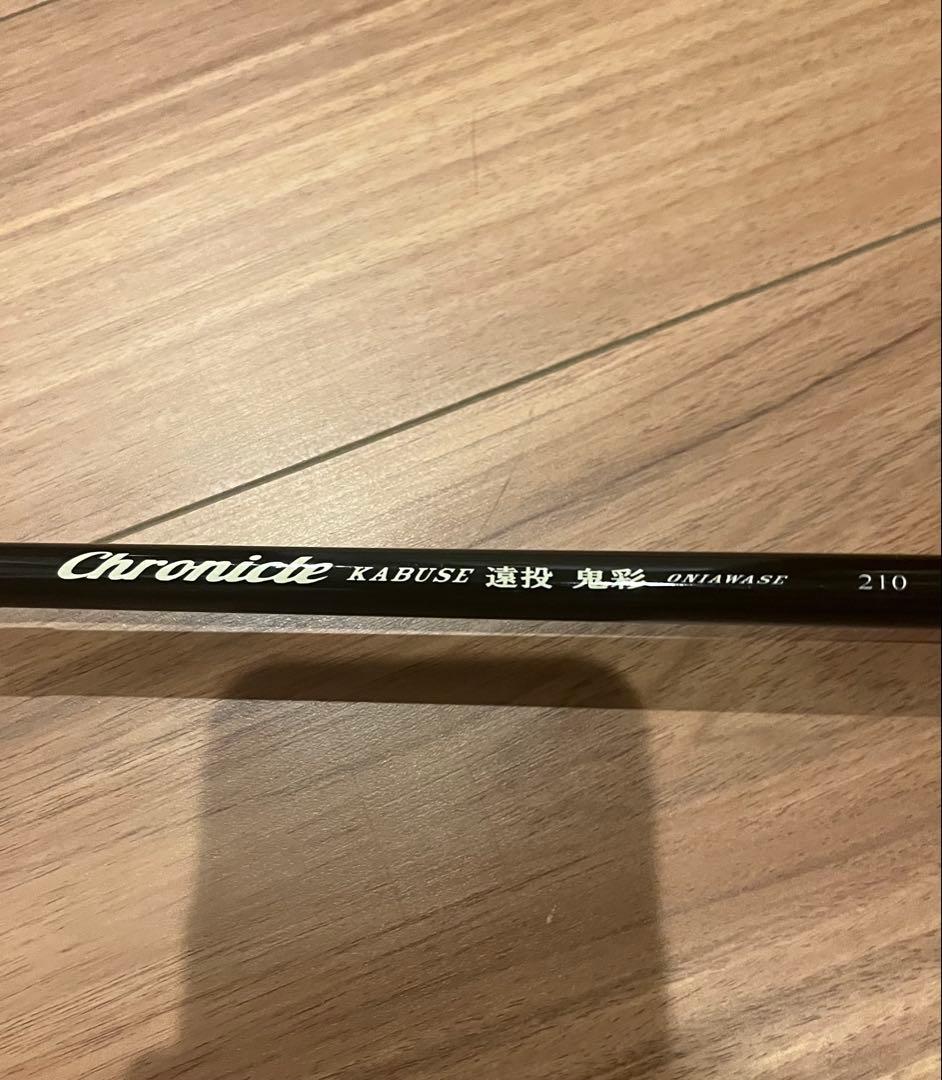 Chronicle KABUSE 遠投 鬼彩 ONIAWASE 210